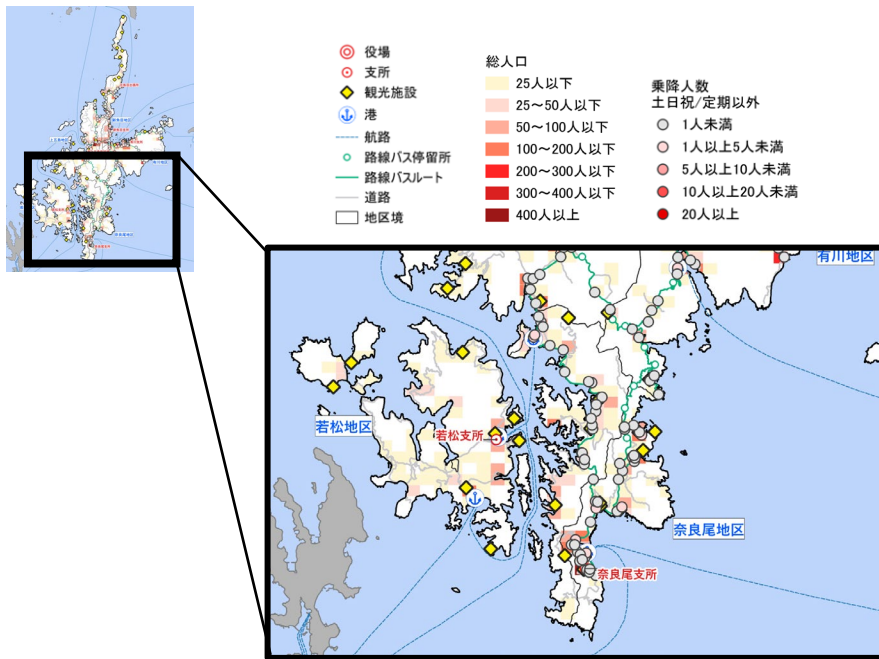 役場
支所
観光施設
港
航路
路線バス停留所
路線バスルート
道路
地区境
総人口
25人以下
25～50人以下
50～100人以下
100～200人以下
200～300人以下
300～400人以下
400人以上
乗降人数
土日祝/定期以外
1人未満
1人以上5人未満
5人以上10人未満
10人以上20人未満
20人以上
有川地区
若松地区
若松支所
奈良尾地区
奈良尾支所